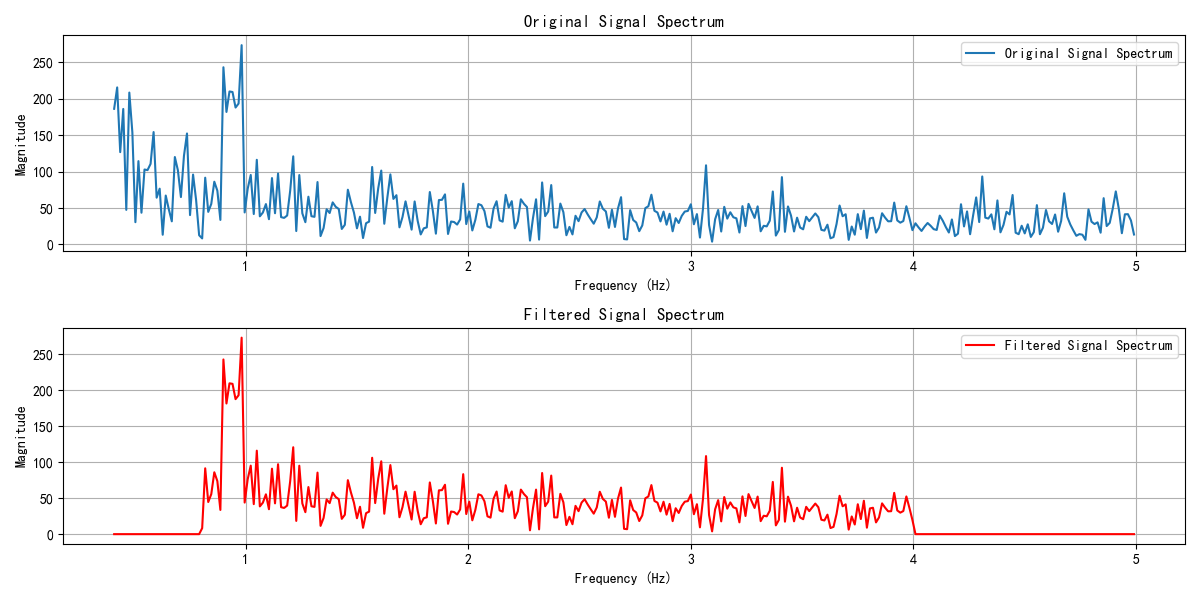 Original Signal Spectrum
Original Signal Spectrum
Magnitude
250
200
150
100
50
0
1
2
3
4
5
Frequency (Hz)
Filtered Signal Spectrum
Filtered Signal Spectrum
Magnitude
250
200
150
100
50
0
1
2
3
4
5
Frequency (Hz)